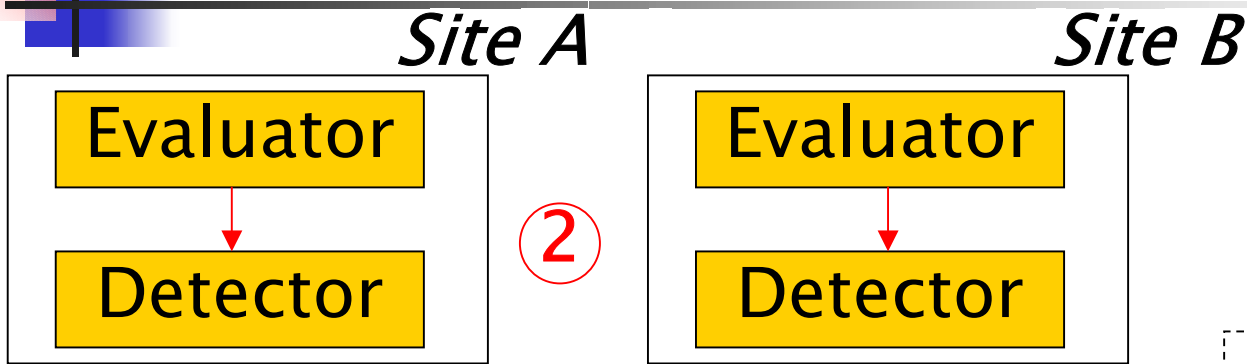 Site A Site B
Evaluator Evaluator
②
Detector Detector